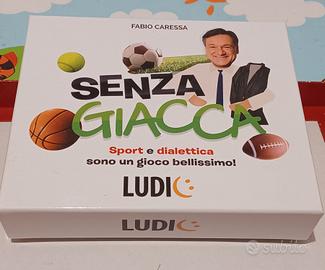 FABIO CARESSA
SENZA
GIACCA
Sport e dialettica
sono un gioco bellissimo!
LUDIC
LUDIC
subito